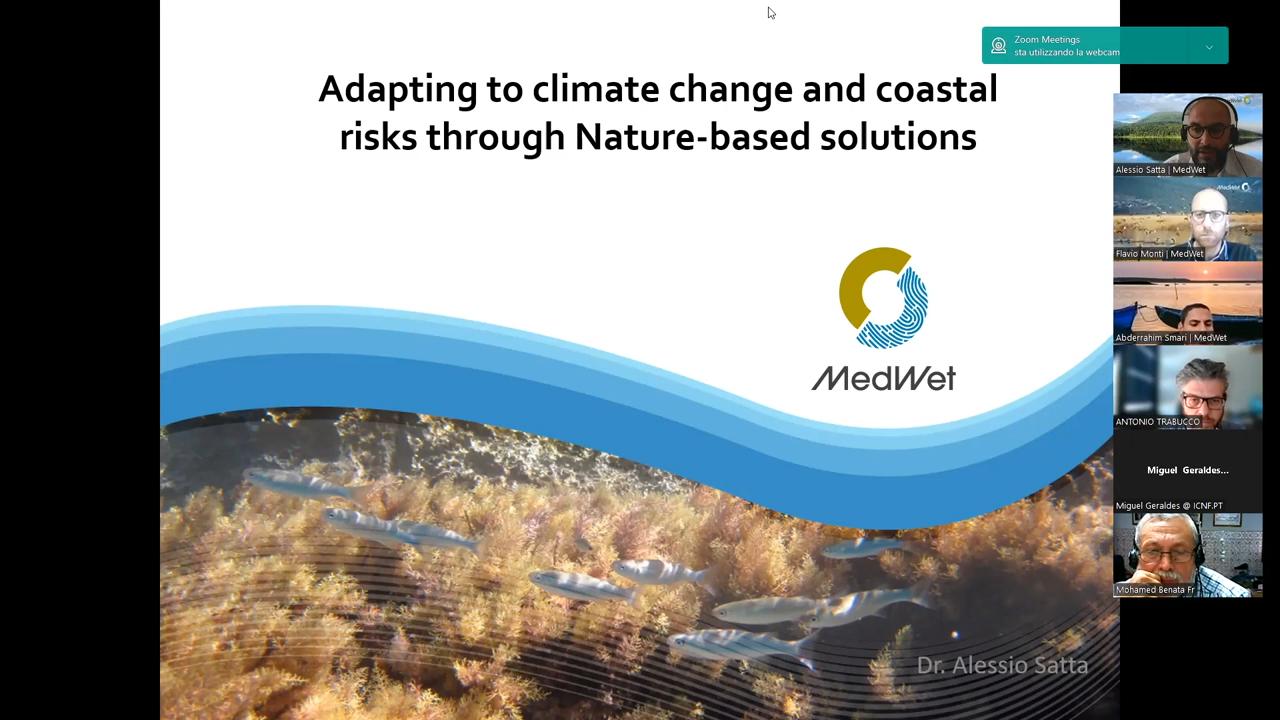 Zoom Meetings
sta utilizzando la webcam
Adapting to climate change and coastal
risks through Nature-based solutions
MedWet
Dr. Alessio Satta
Alessio Satta | MedWet
MedWet
Flavio Monti | MedWet
Abderrahim Smari | MedWet
ANTONIO TRABUCCO
Miguel Geraldes...
Miguel Geraldes @ ICNF.PT
Mohamed Benata Fr